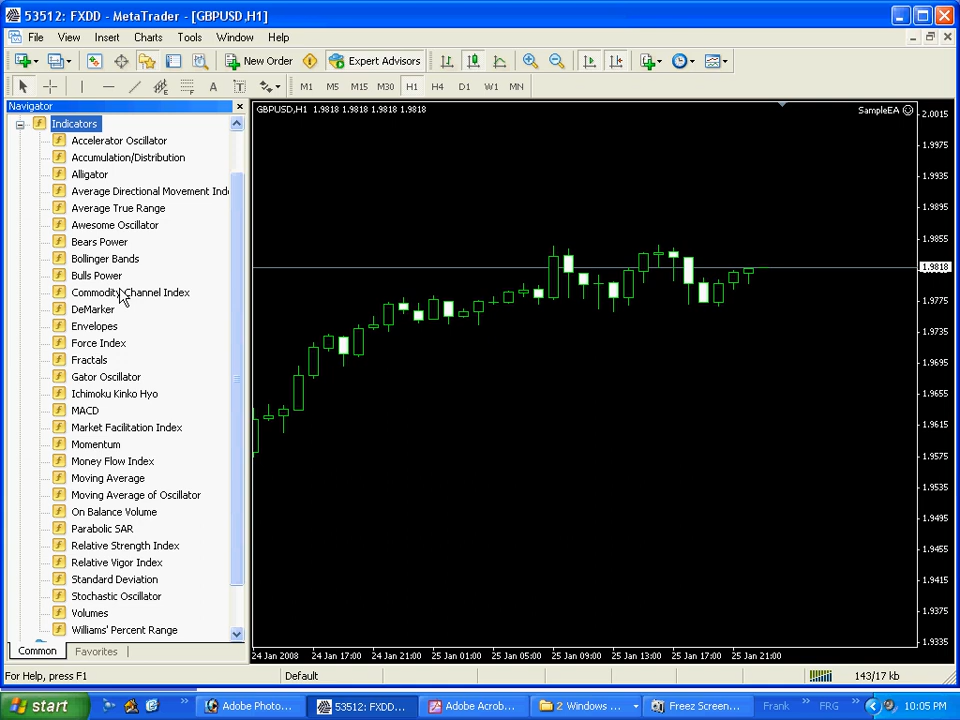 53512: FXDD - MetaTrader - [GBPUSD,H1]
File View Insert Charts Tools Window Help
New Order Expert Advisors
A T M1 M5 M15 M30 H1 H4 D1 W1 MN
Navigator
Indicators
Accelerator Oscillator
Accumulation/Distribution
Alligator
Average Directional Movement Inde
Average True Range
Awesome Oscillator
Bears Power
Bollinger Bands
Bulls Power
Commodity Channel Index
DeMarker
Envelopes
Force Index
Fractals
Gator Oscillator
Ichimoku Kinko Hyo
MACD
Market Facilitation Index
Momentum
Money Flow Index
Moving Average
Moving Average of Oscillator
On Balance Volume
Parabolic SAR
Relative Strength Index
Relative Vigor Index
Standard Deviation
Stochastic Oscillator
Volumes
Williams' Percent Range
Common Favorites
GBPUSD,H1 1.9818 1.9818 1.9818 1.9818
SampleEA
2.0015
1.9975
1.9935
1.9895
1.9855
1.9818
1.9775
1.9735
1.9695
1.9655
1.9615
1.9575
1.9535
1.9495
1.9455
1.9415
1.9375
1.9335
24 Jan 2008 24 Jan 17:00 24 Jan 21:00 25 Jan 01:00 25 Jan 05:00 25 Jan 09:00 25 Jan 13:00 25 Jan 17:00 25 Jan 21:00
For Help, press F1 Default 143/17 kb
start Adobe Photo... 53512: FXDD... Adobe Acrob... 2 Windows ... Freez Screen... Frank FRG 10:05 PM